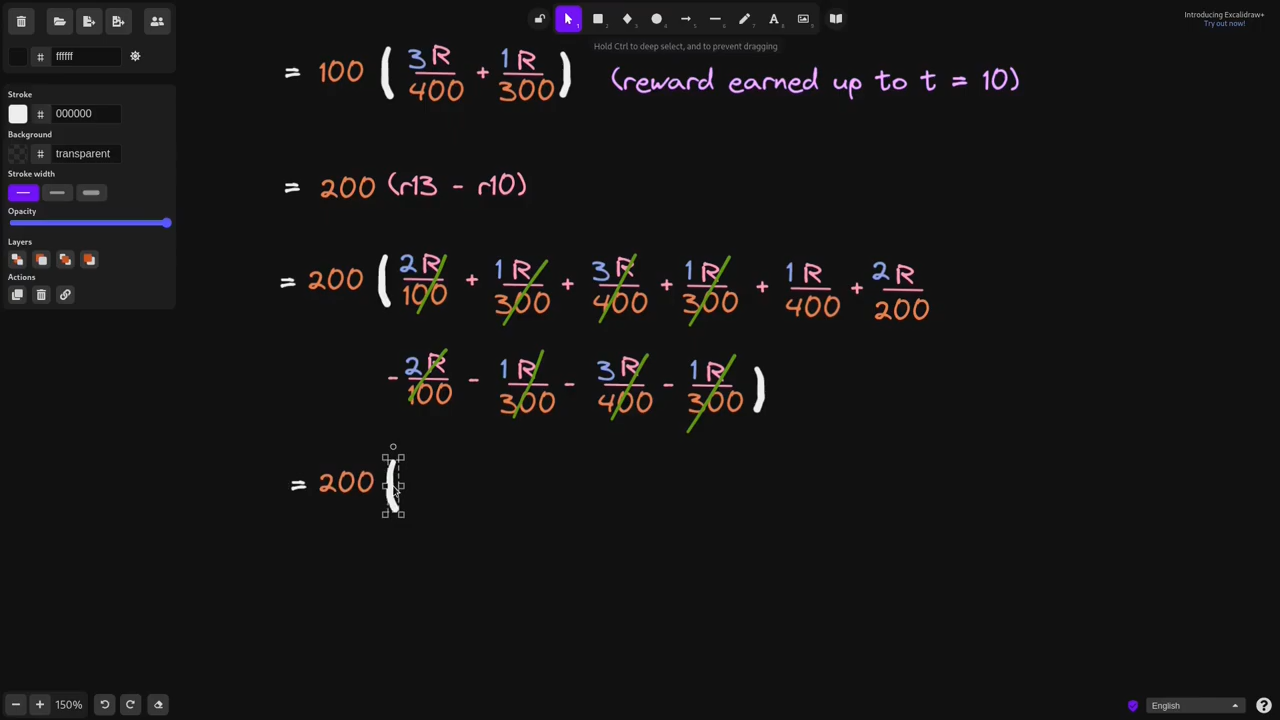 Introducing Excalidraw+
Try out now!
# ffffff
Hold Ctrl to deep select, and to prevent dragging
= 100 ( 3R/400 + 1R/300 ) (reward earned up to t = 10)
Stroke
# 000000
Background
# transparent
Stroke width
Opacity
Layers
Actions
= 200 (r13 - r10)
= 200 ( 2R/100 + 1R/300 + 3R/400 + 1R/300 + 1R/400 + 2R/200
- 2R/100 - 1R/300 - 3R/400 - 1R/300 )
= 200 (
150%
English